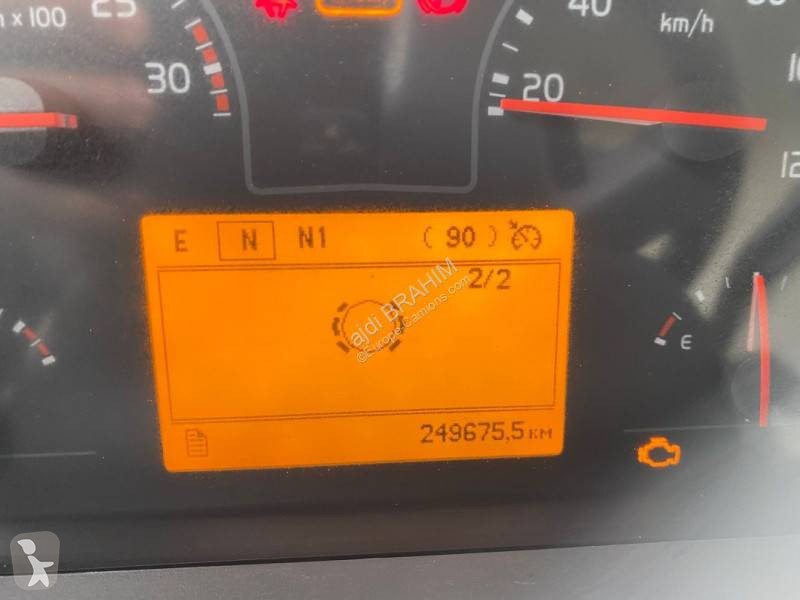 x 100
25
30
40
km/h
20
E N N1 ( 90 )
2/2
ajdi BRAHIM
©Europe-Camions.com
E
249675,5 KM